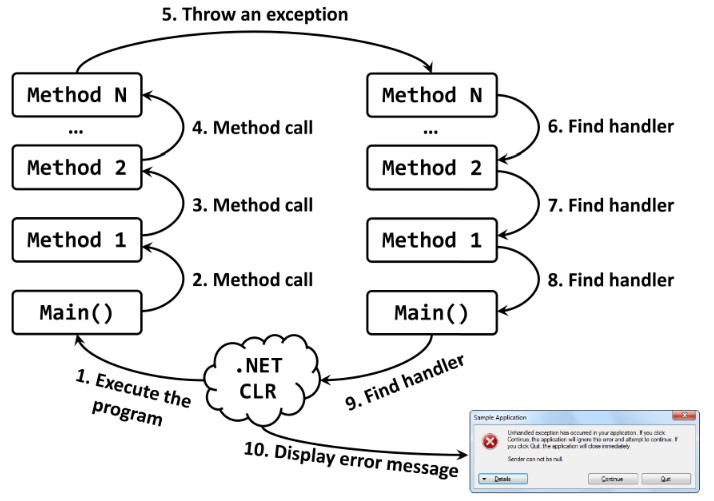 5. Throw an exception
Method N
...
4. Method call
Method 2
3. Method call
Method 1
2. Method call
Main()
1. Execute the
program
.NET
CLR
Method N
...
6. Find handler
Method 2
7. Find handler
Method 1
8. Find handler
Main()
9. Find handler
10. Display error message
Sample Application
Unhandled exception has occurred in your application. If you click
Continue, the application will ignore this error and attempt to continue. If
you click Quit, the application will close immediately.
Sender can not be null.
Details
Continue
Quit